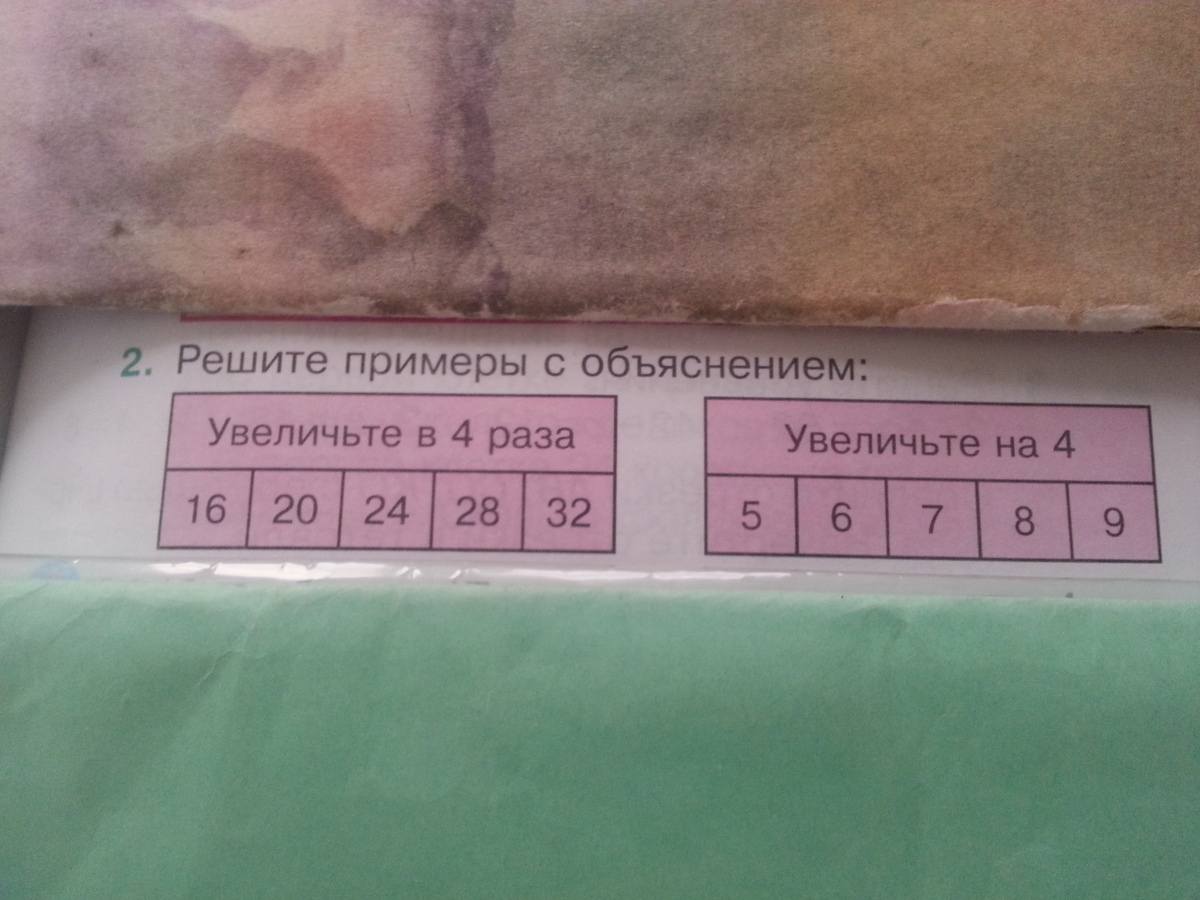 2. Решите примеры с объяснением:
Увеличьте в 4 раза
16 20 24 28 32
Увеличьте на 4
5 6 7 8 9